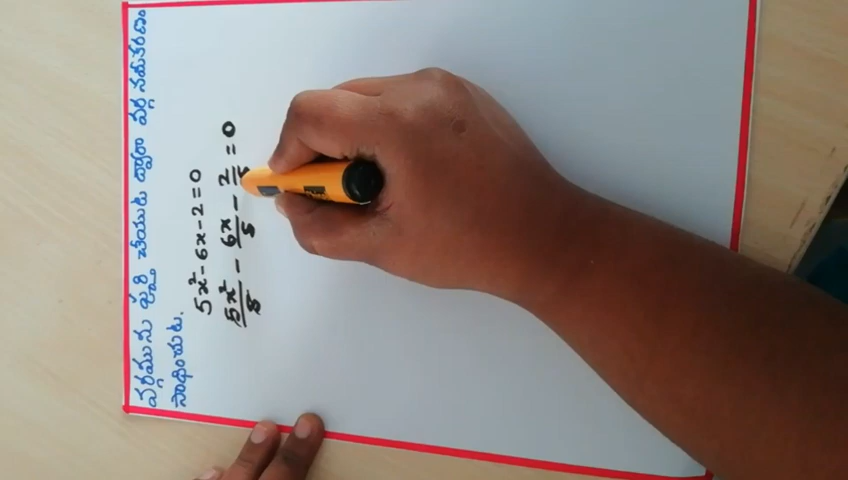 వర్గమును పూర్తి చేయుట ద్వారా వర్గ సమీకరణం
సాధించుట.
5x² - 6x - 2 = 0
5x²/5 - 6x/5 - 2/5 = 0